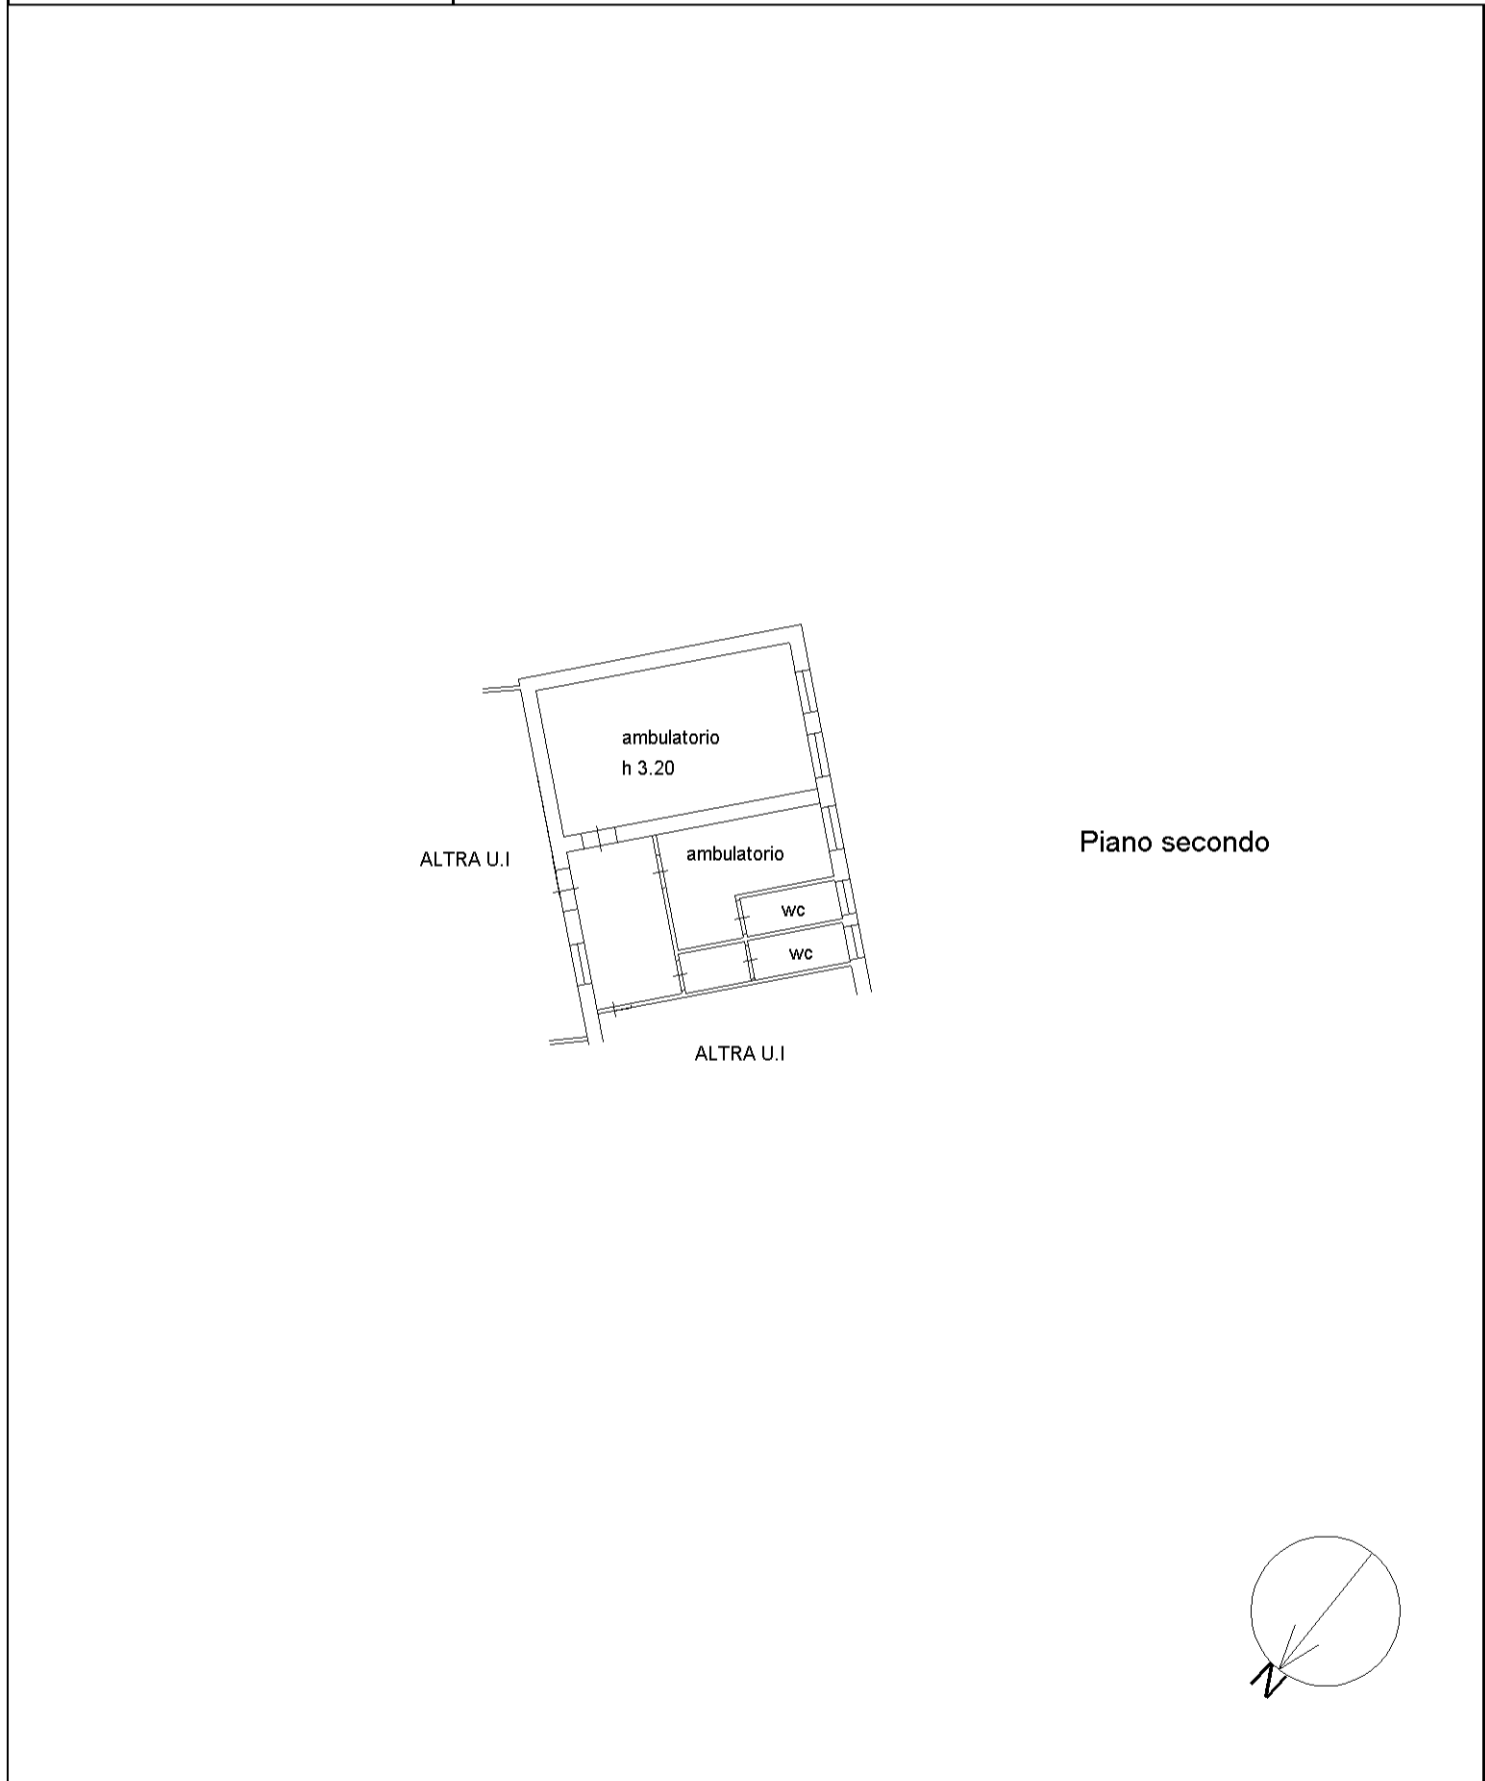 ambulatorio
h 3.20
ALTRA U.I
ambulatorio
Piano secondo
wc
wc
ALTRA U.I
N